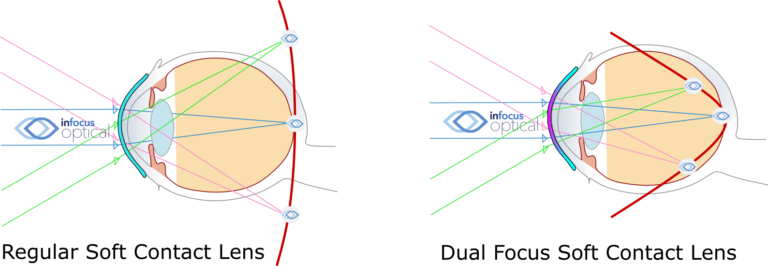 infocus
optical
infocus
optical
Regular Soft Contact Lens
Dual Focus Soft Contact Lens